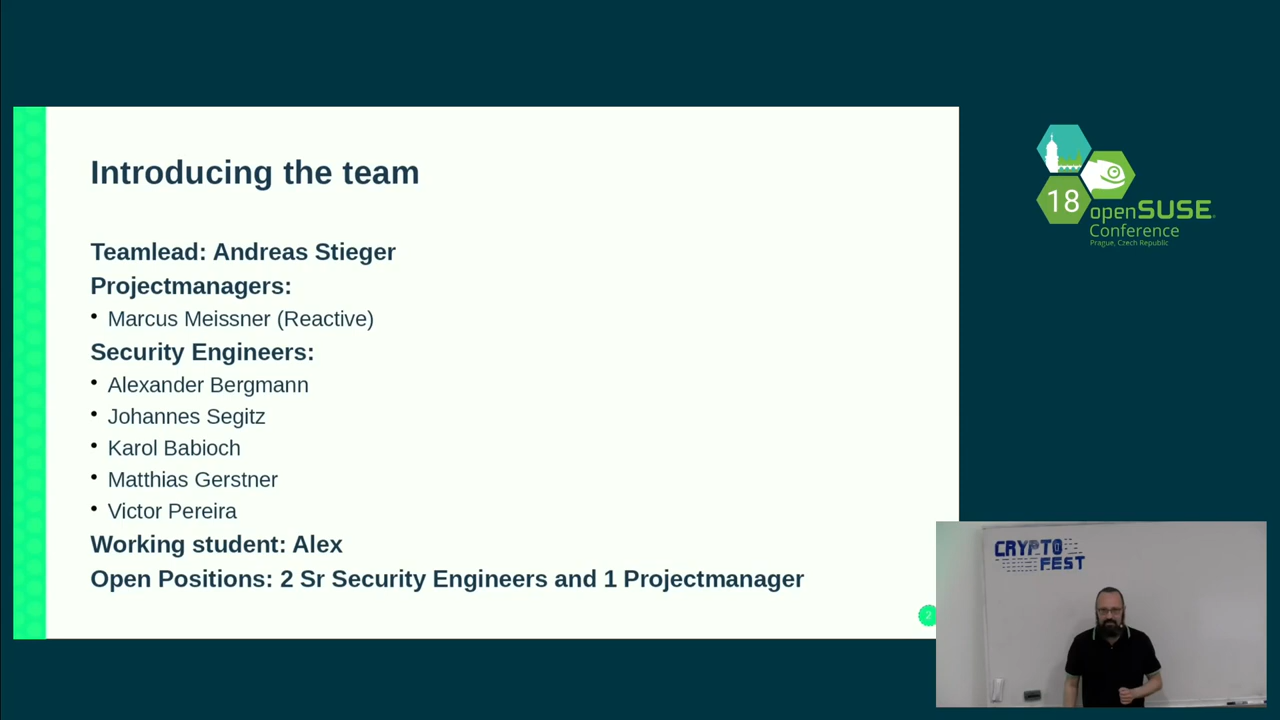 Introducing the team
Teamlead: Andreas Stieger
Projectmanagers:
• Marcus Meissner (Reactive)
Security Engineers:
• Alexander Bergmann
• Johannes Segitz
• Karol Babioch
• Matthias Gerstner
• Victor Pereira
Working student: Alex
Open Positions: 2 Sr Security Engineers and 1 Projectmanager
2
18
openSUSE
Conference
Prague, Czech Republic
CRYPTO
FEST